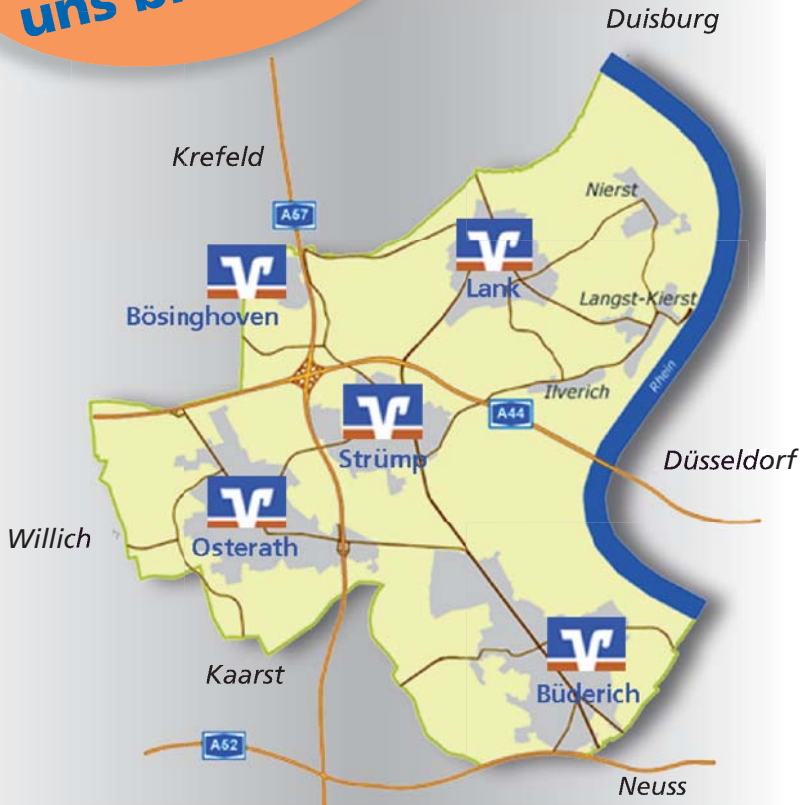 uns
Duisburg
Krefeld
Nierst
A57
Lank
Langst-Kierst
Bösinghoven
Rhein
Ilverich
A44
Strümp
Düsseldorf
Willich
Osterath
Kaarst
Büderich
A52
Neuss